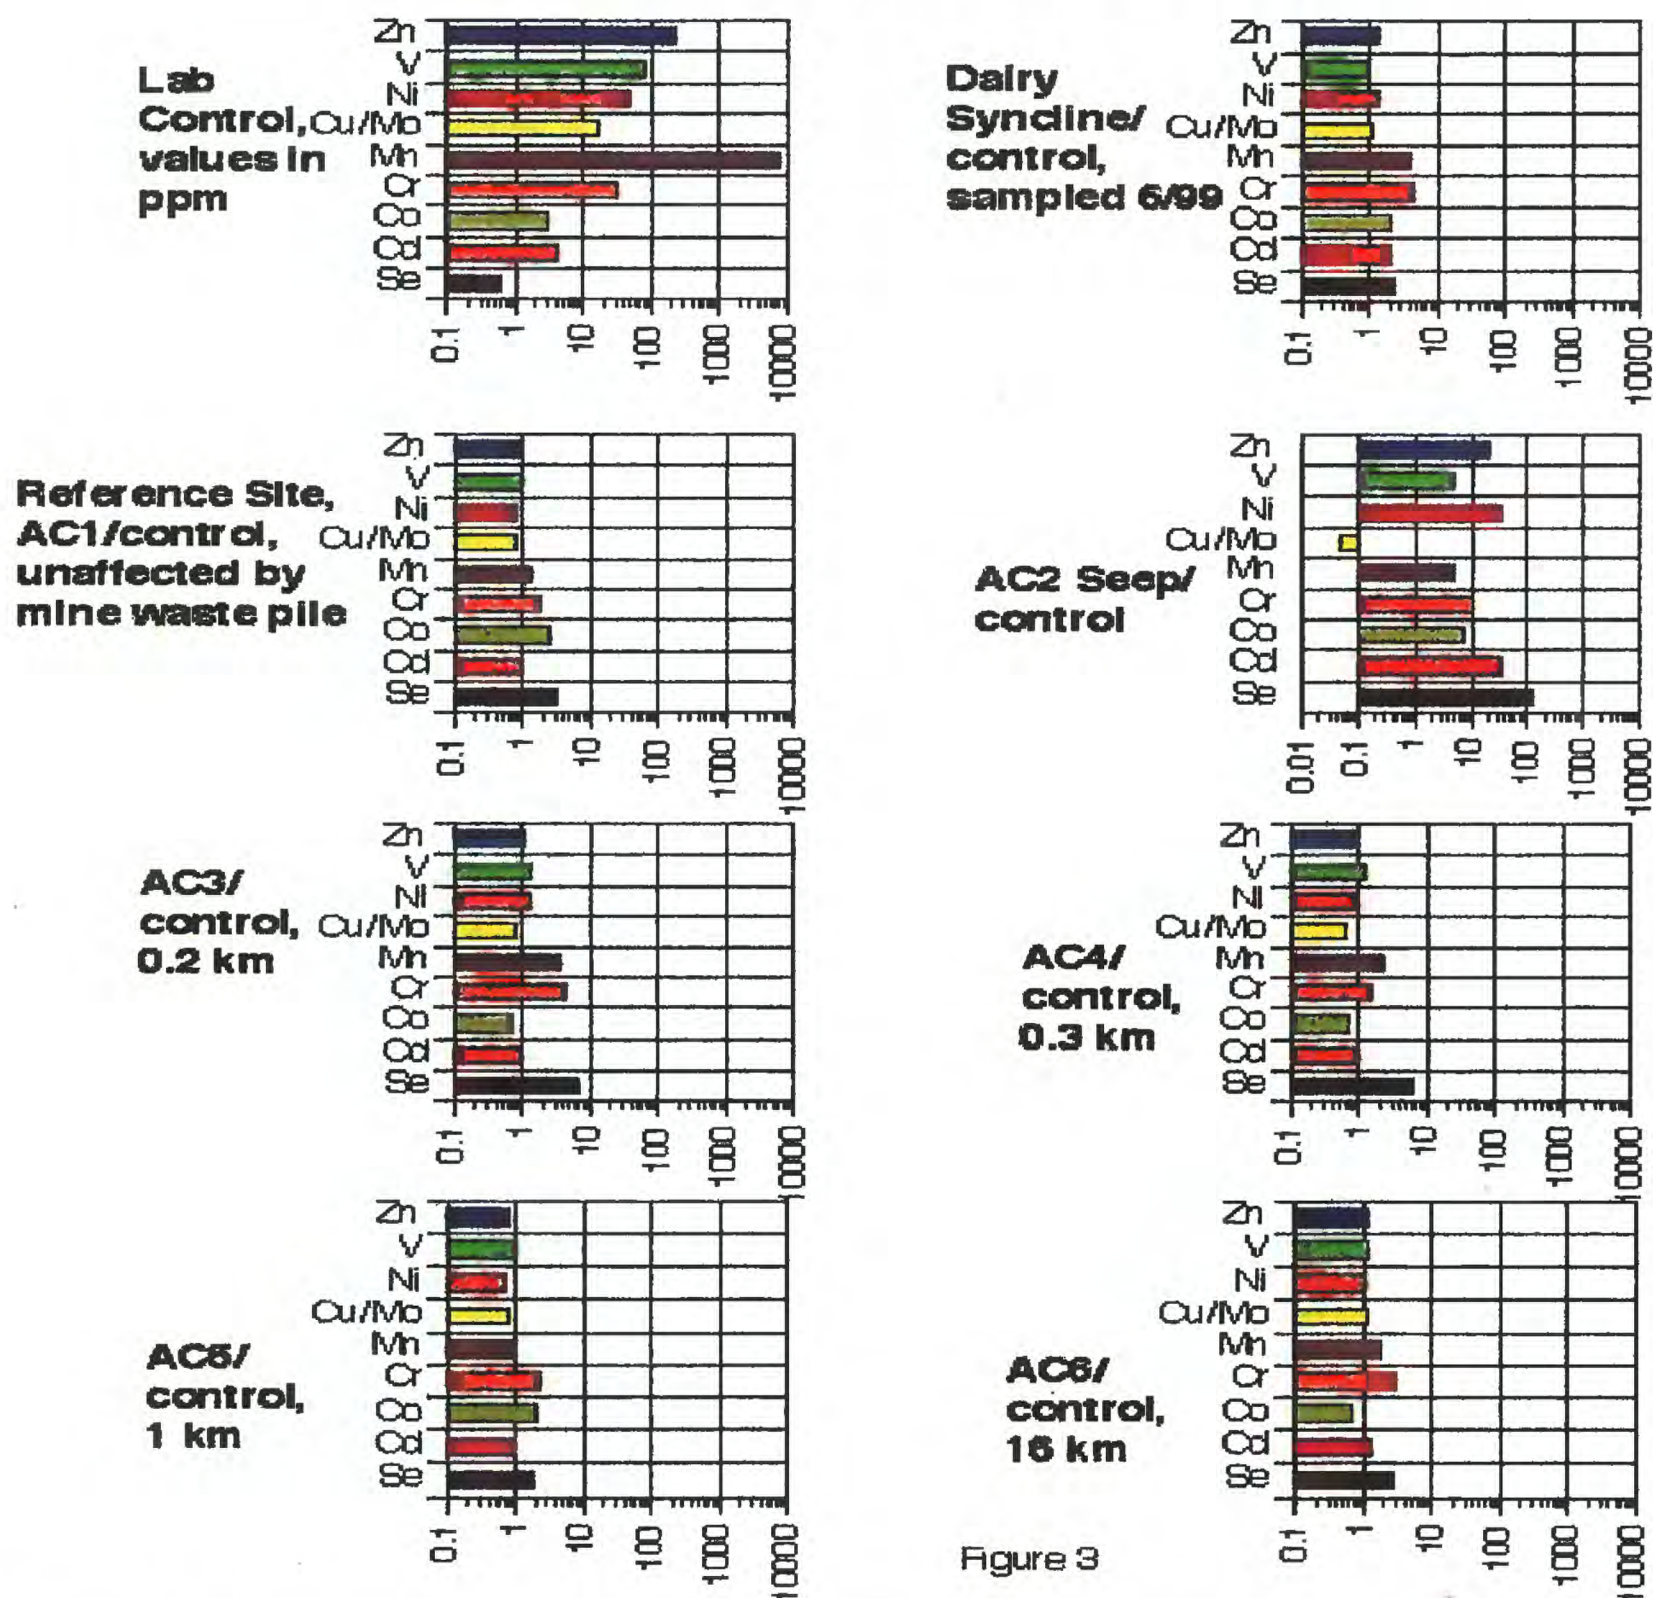 Lab
Control,
values in
ppm
Zn
V
Ni
Cu/Mo
Mn
Cr
Co
Cd
Se
0.1
1
10
100
1000
10000
Dairy
Syncline/
control,
sampled 6/99
Zn
V
Ni
Cu/Mo
Mn
Cr
Co
Cd
Se
0.1
1
10
100
1000
10000
Reference Site,
AC1/control,
unaffected by
mine waste pile
Zn
V
Ni
Cu/Mo
Mn
Cr
Co
Cd
Se
0.1
1
10
100
1000
10000
AC2 Seep/
control
Zn
V
Ni
Cu/Mo
Mn
Cr
Co
Cd
Se
0.01
0.1
1
10
100
1000
10000
AC3/
control,
0.2 km
Zn
V
Ni
Cu/Mo
Mn
Cr
Co
Cd
Se
0.1
1
10
100
1000
10000
AC4/
control,
0.3 km
Zn
V
Ni
Cu/Mo
Mn
Cr
Co
Cd
Se
0.1
1
10
100
1000
10000
AC5/
control,
1 km
Zn
V
Ni
Cu/Mo
Mn
Cr
Co
Cd
Se
0.1
1
10
100
1000
10000
AC6/
control,
16 km
Zn
V
Ni
Cu/Mo
Mn
Cr
Co
Cd
Se
0.1
1
10
100
1000
10000
Figure 3